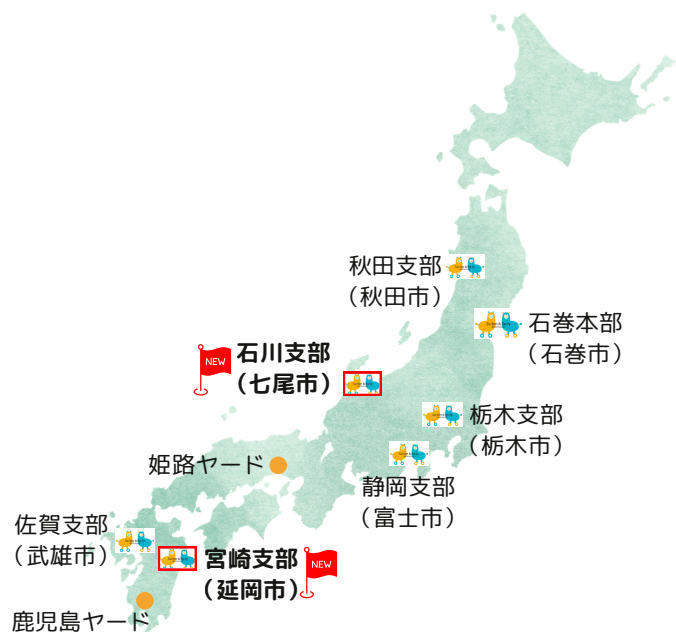 秋田支部
（秋田市）
石巻本部
（石巻市）
NEW
石川支部
（七尾市）
栃木支部
（栃木市）
姫路ヤード
静岡支部
（富士市）
佐賀支部
（武雄市）
宮崎支部
（延岡市）
NEW
鹿児島ヤード